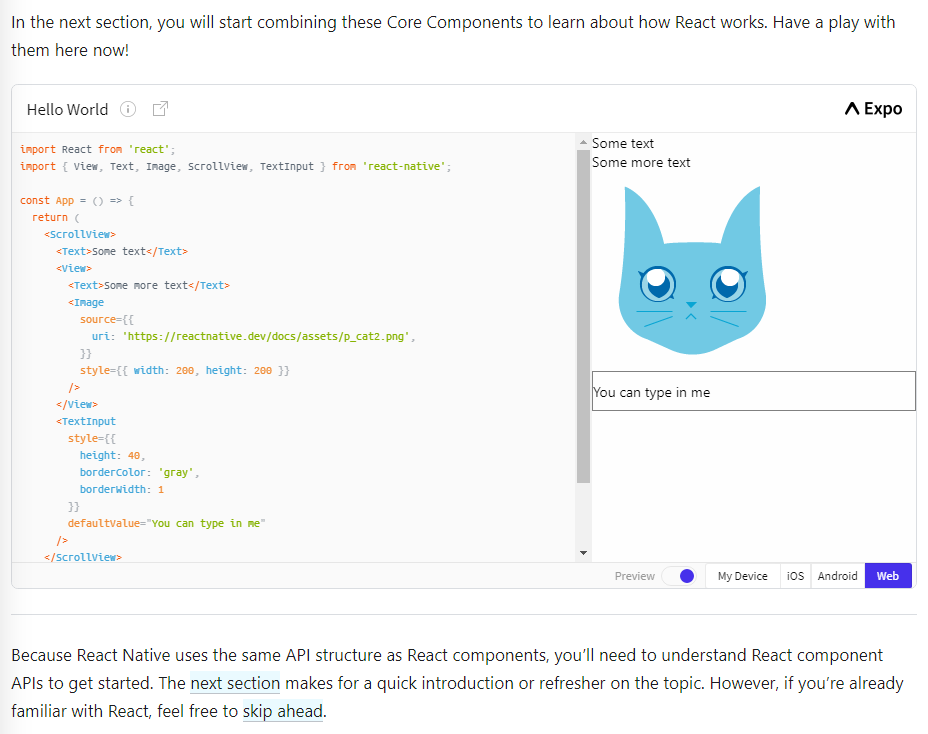 In the next section, you will start combining these Core Components to learn about how React works. Have a play with
them here now!
Hello World
Expo
import React from 'react';
import { View, Text, Image, ScrollView, TextInput } from 'react-native';
const App = () => {
return (
<ScrollView>
<Text>Some text</Text>
<View>
<Text>Some more text</Text>
<Image
source={{
uri: 'https://reactnative.dev/docs/assets/p_cat2.png',
}}
style={{ width: 200, height: 200 }}
/>
</View>
<TextInput
style={{
height: 40,
borderColor: 'gray',
borderWidth: 1
}}
defaultValue="You can type in me"
/>
</ScrollView>
Some text
Some more text
You can type in me
Preview
My Device
iOS
Android
Web
Because React Native uses the same API structure as React components, you’ll need to understand React component
APIs to get started. The next section makes for a quick introduction or refresher on the topic. However, if you’re already
familiar with React, feel free to skip ahead.